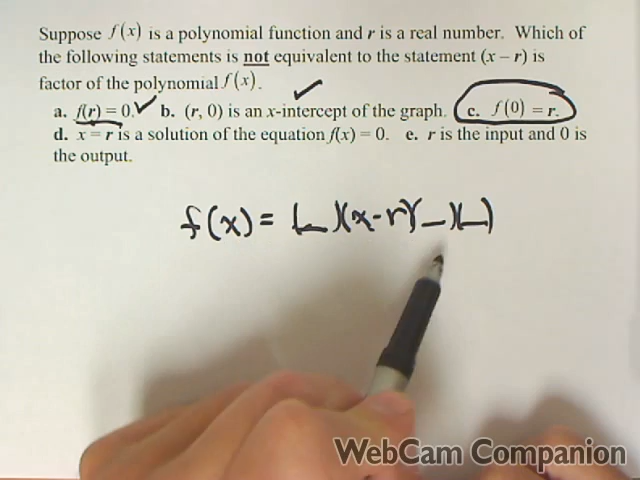 Suppose f(x) is a polynomial function and r is a real number. Which of
the following statements is not equivalent to the statement (x – r) is
factor of the polynomial f(x).
a. f(r) = 0. b. (r, 0) is an x-intercept of the graph. c. f(0) = r.
d. x = r is a solution of the equation f(x) = 0. e. r is the input and 0 is
the output.
f(x) = (_)(x-r)(_)(_)
WebCam Companion